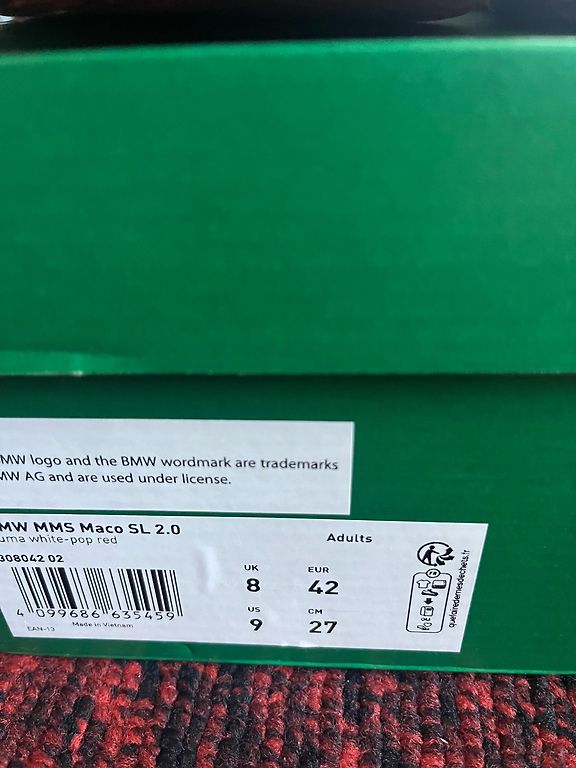 MW logo and the BMW wordmark are trademarks
MW AG and are used under license.
MW MMS Maco SL 2.0
uma white-pop red
308042 02
Adults
UK
8
EUR
42
US
9
CM
27
4 099686 635459
EAN-13
Made in Vietnam
FR
quefairedemesdechets.fr